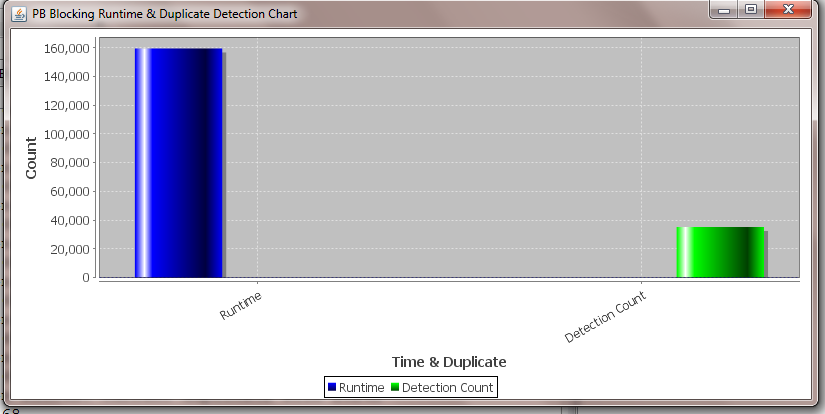 PB Blocking Runtime & Duplicate Detection Chart
160,000
140,000
120,000
100,000
80,000
60,000
40,000
20,000
0
Count
Runtime
Detection Count
Time & Duplicate
Runtime Detection Count
68